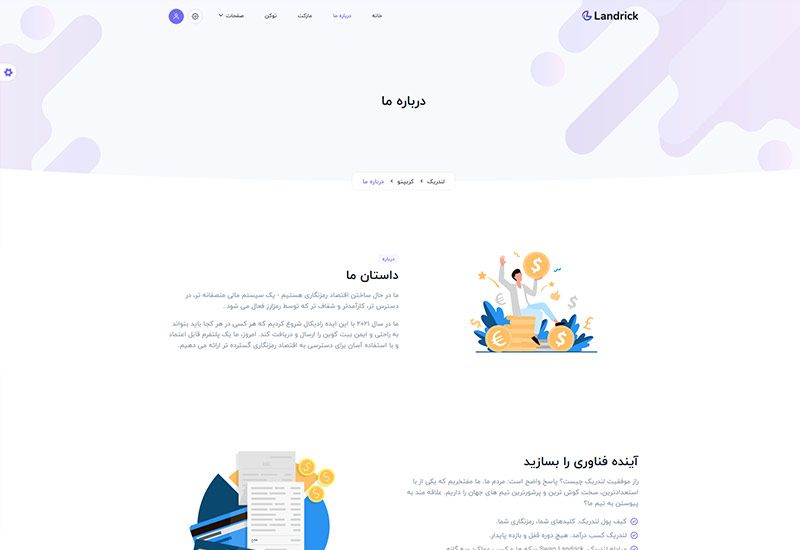 Landrick
خانه
درباره ما
مارکت
توکن
صفحات
درباره ما
لندریک > کریپتو > درباره ما
درباره
داستان ما
ما در حال ساختن اقتصاد رمزنگاری هستیم - یک سیستم مالی منصفانه تر، در
دسترس تر، کارآمدتر و شفاف تر که توسط رمزارز فعال می شود..
ما در سال ۲۰۲۱ با این ایده رادیکال شروع کردیم که هر کسی در هر کجا باید بتواند
به راحتی و ایمن بیت کوین را ارسال و دریافت کند. امروز، ما یک پلتفرم قابل اعتماد
و با استفاده آسان برای دسترسی به اقتصاد رمزنگاری گسترده تر ارائه می دهیم.
آینده فناوری را بسازید
راز موفقیت لندریک چیست؟ پاسخ واضح است: مردم ما. ما مفتخریم که یکی از با
استعدادترین، سخت کوش ترین و پرشورترین تیم های جهان را داریم. علاقه مند به
پیوستن به تیم ما؟
کیف پول لندریک. کلیدهای شما، رمزنگاری شما.
لندریک کسب درآمد. هیچ دوره قفل و بازده پایدار.